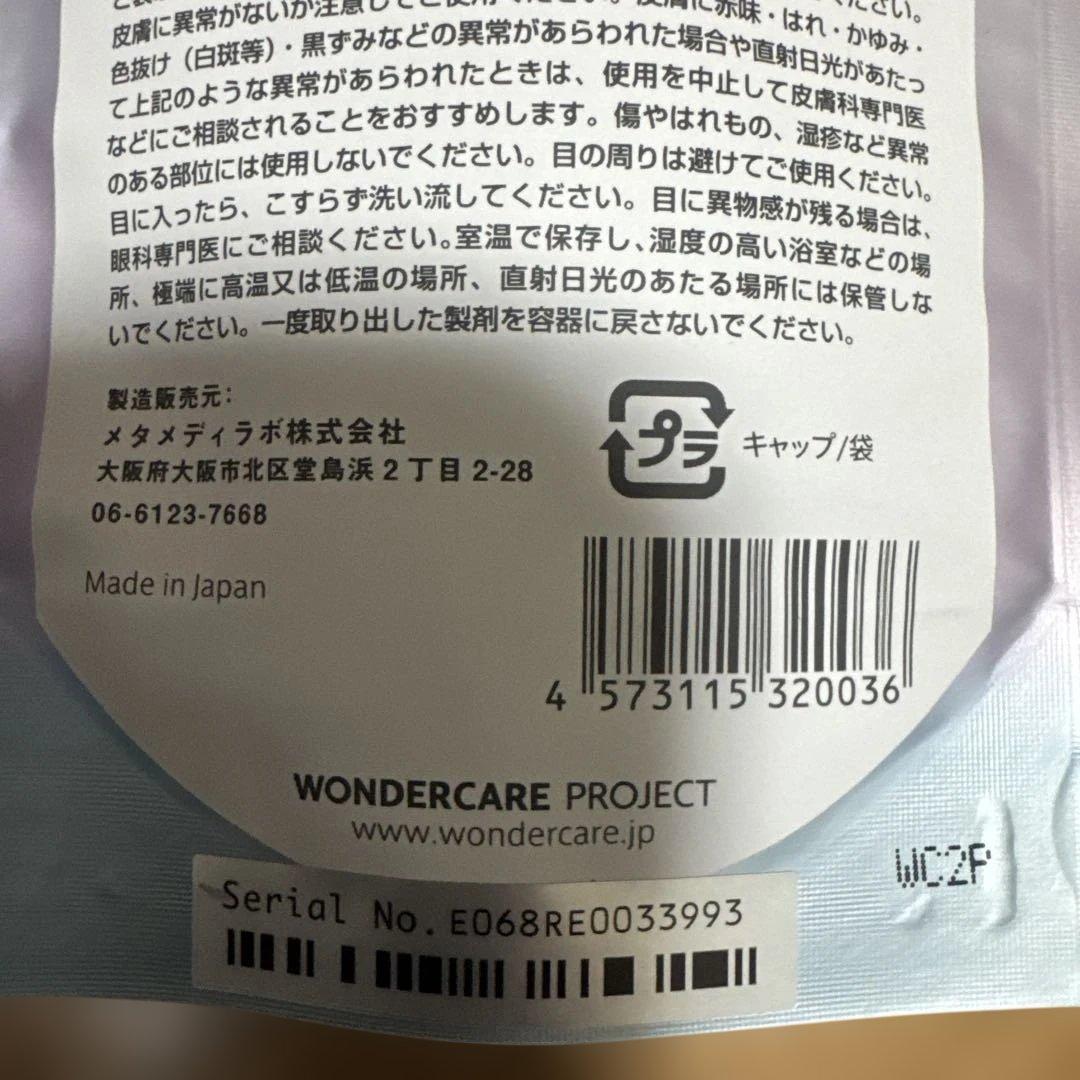 皮膚に異常がないか注意してご使用ください。皮膚に赤味・はれ・かゆみ・
色抜け（白斑等）・黒ずみなどの異常があらわれた場合や直射日光があたっ
て上記のような異常があらわれたときは、使用を中止して皮膚科専門医
などにご相談されることをおすすめします。傷やはれもの、湿疹など異常
のある部位には使用しないでください。目の周りは避けてご使用ください。
目に入ったら、こすらず洗い流してください。目に異物感が残る場合は、
眼科専門医にご相談ください。室温で保存し、湿度の高い浴室などの場
所、極端に高温又は低温の場所、直射日光のあたる場所には保管しな
いでください。一度取り出した製剤を容器に戻さないでください。
製造販売元：
メタメディラボ株式会社
大阪府大阪市北区堂島浜2丁目2-28
06-6123-7668
Made in Japan
プラ キャップ/袋
4 573115 320036
WONDERCARE PROJECT
www.wondercare.jp
WC2P
Serial No.E068RE0033993